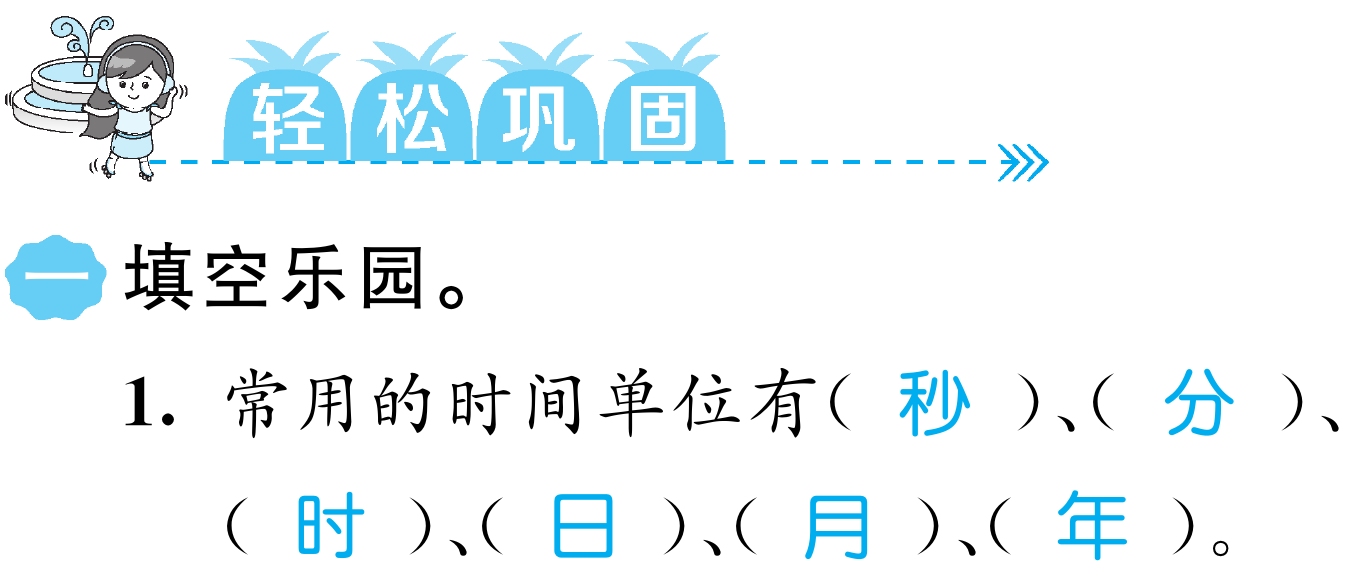 轻松巩固
一 填空乐园。
1. 常用的时间单位有( 秒 )、( 分 )、
( 时 )、( 日 )、( 月 )、( 年 )。